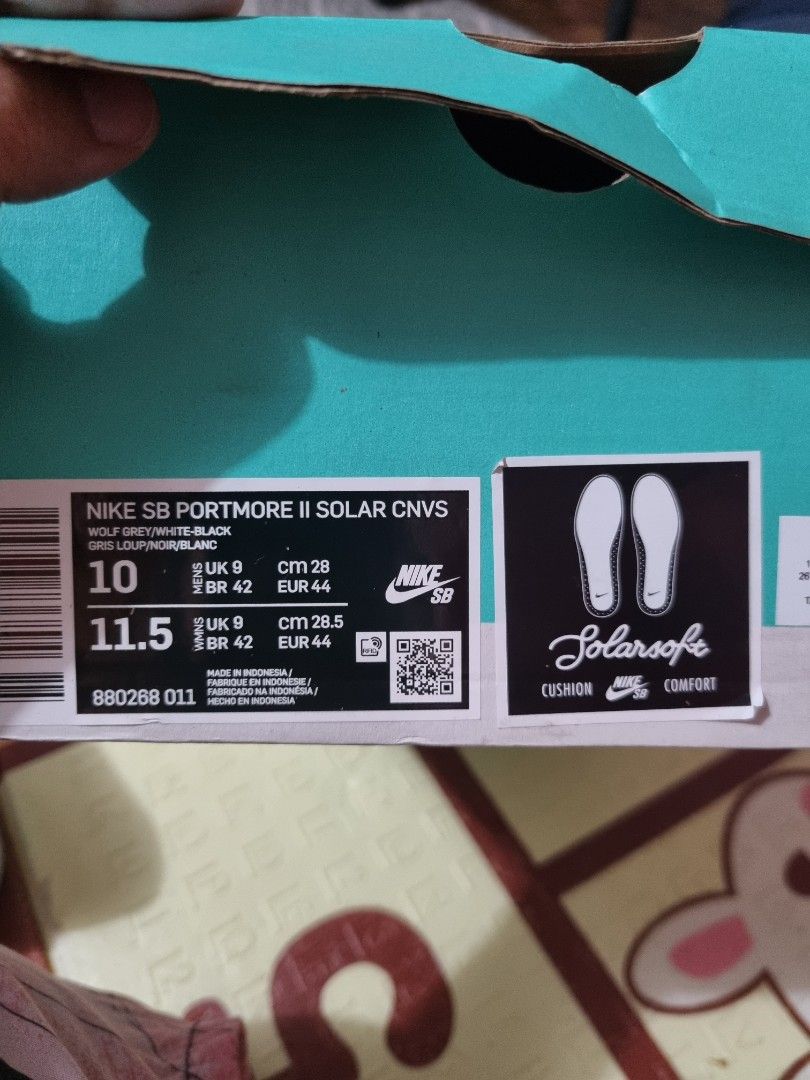 NIKE SB PORTMORE II SOLAR CNVS
WOLF GREY/WHITE-BLACK
GRIS LOUP/NOIR/BLANC
10 MENS UK 9 cm 28
BR 42 EUR 44
NIKE SB
11.5 WMNS UK 9 cm 28.5
BR 42 EUR 44
RFID
880268 011
MADE IN INDONESIA /
FABRIQUE EN INDONESIE /
FABRICADO NA INDONÉSIA /
HECHO EN INDONESIA
Solarsoft
CUSHION NIKE SB COMFORT